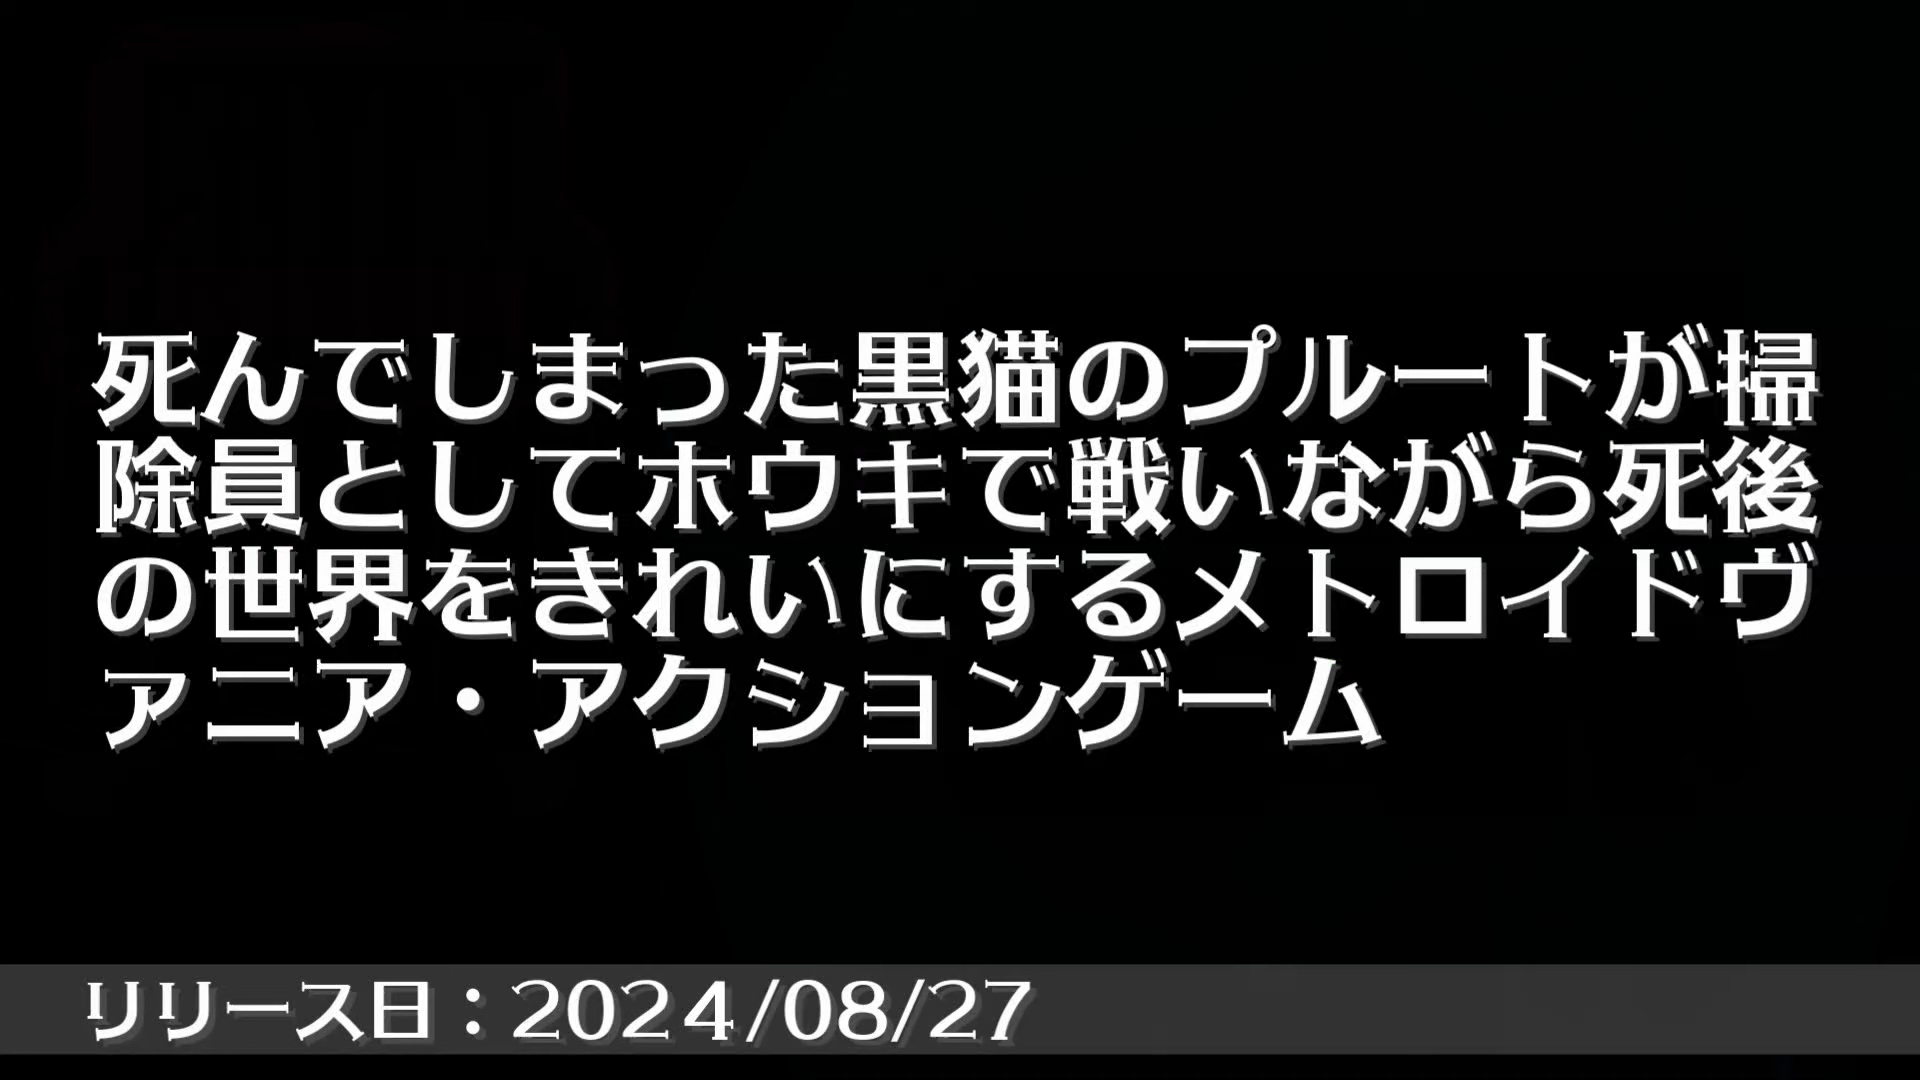 死んでしまった黒猫のプルートが掃
除員としてホウキで戦いながら死後
の世界をきれいにするメトロイドヴ
ァニア・アクションゲーム
リリース日：2024/08/27